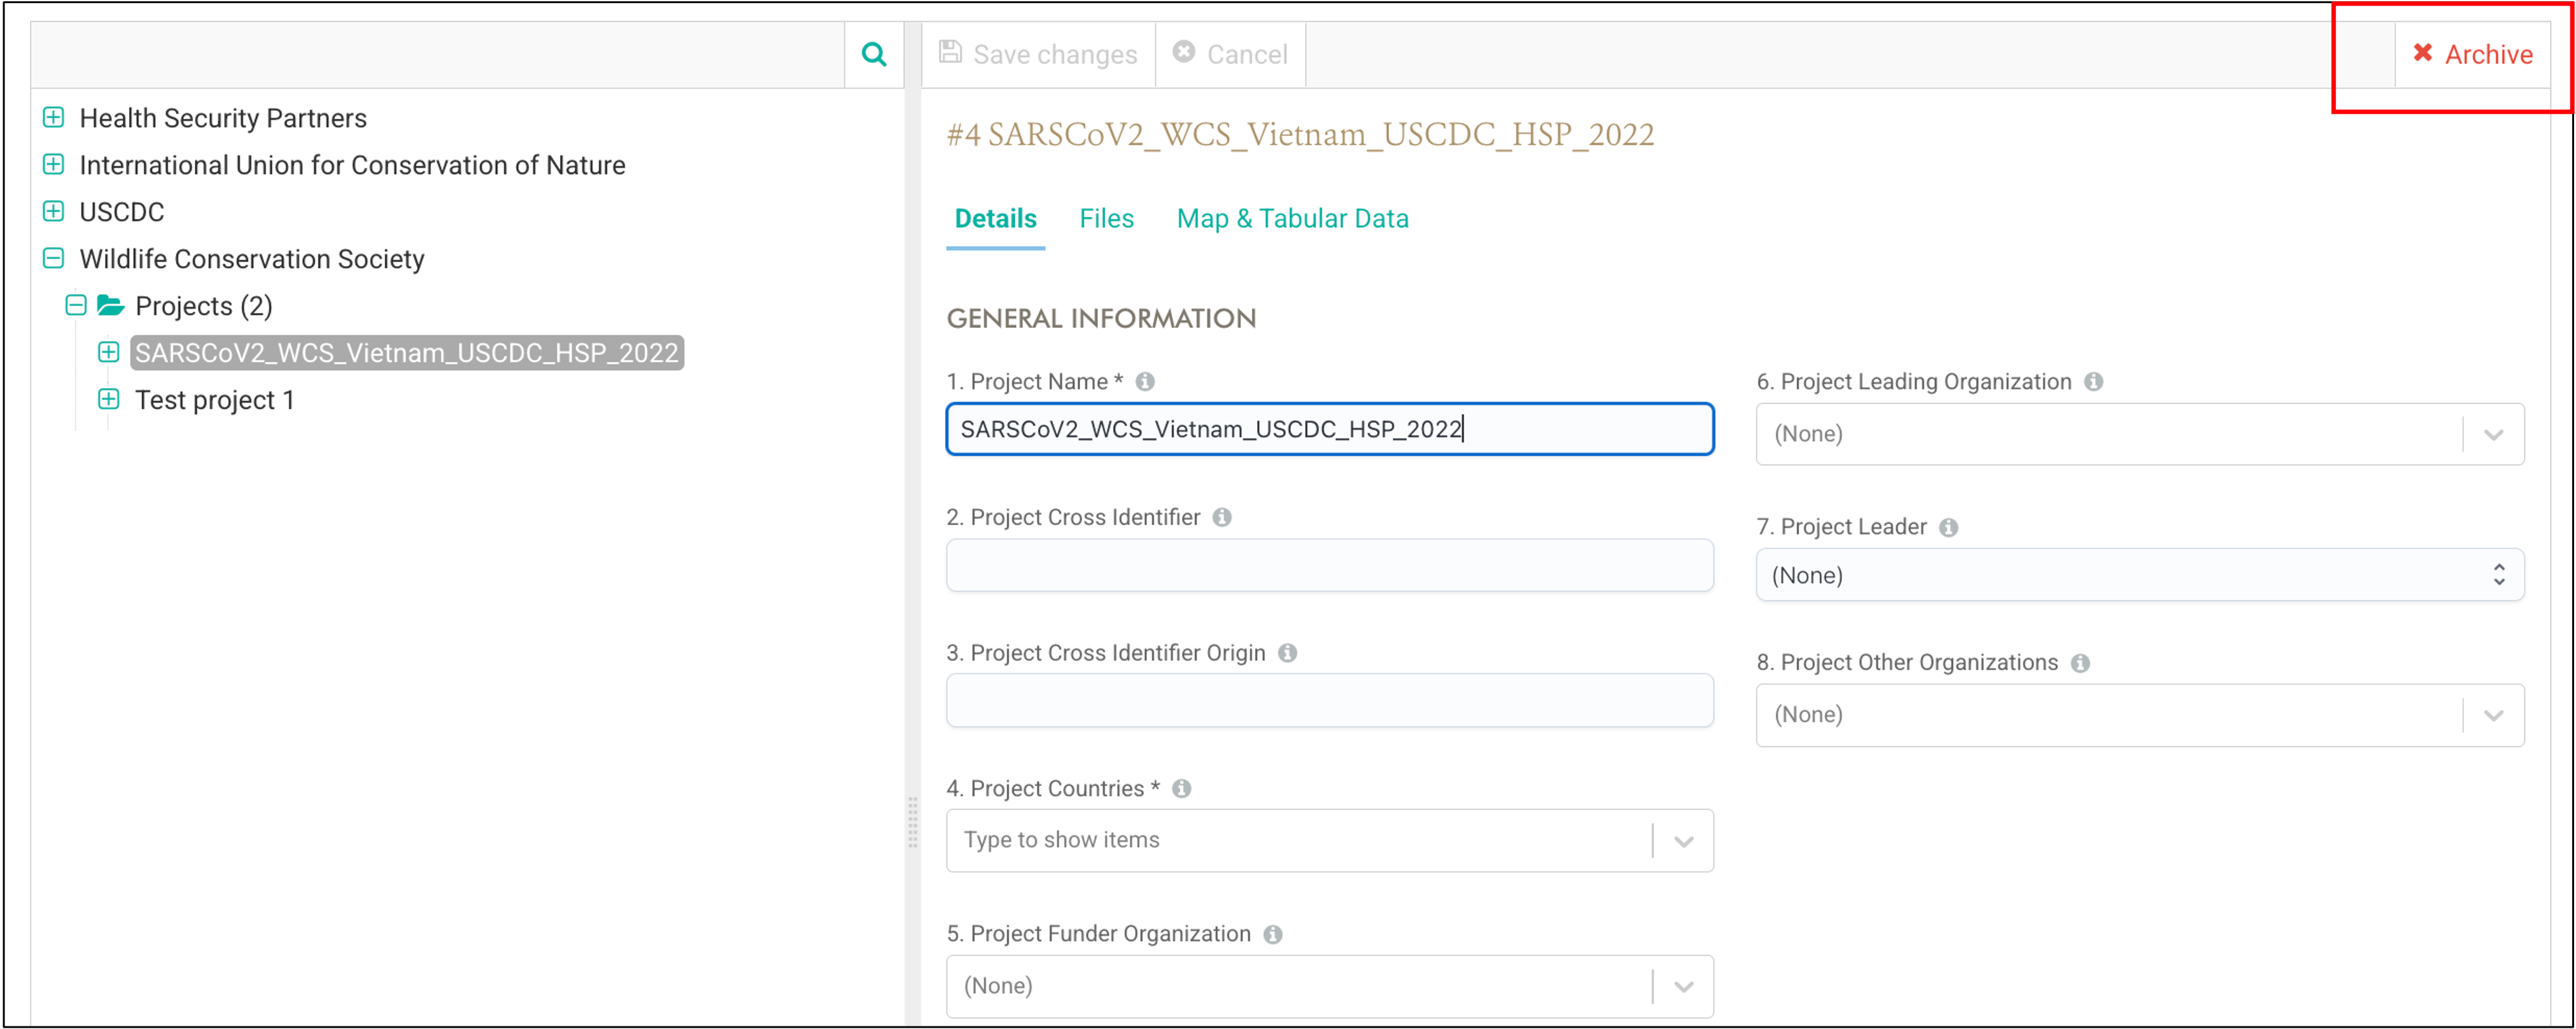 Save changes
Cancel
Archive
Health Security Partners
International Union for Conservation of Nature
USCDC
Wildlife Conservation Society
Projects (2)
SARSCoV2_WCS_Vietnam_USCDC_HSP_2022
Test project 1
#4 SARSCoV2_WCS_Vietnam_USCDC_HSP_2022
Details Files Map & Tabular Data
GENERAL INFORMATION
1. Project Name *
SARSCoV2_WCS_Vietnam_USCDC_HSP_2022
2. Project Cross Identifier
3. Project Cross Identifier Origin
4. Project Countries *
Type to show items
5. Project Funder Organization
(None)
6. Project Leading Organization
(None)
7. Project Leader
(None)
8. Project Other Organizations
(None)